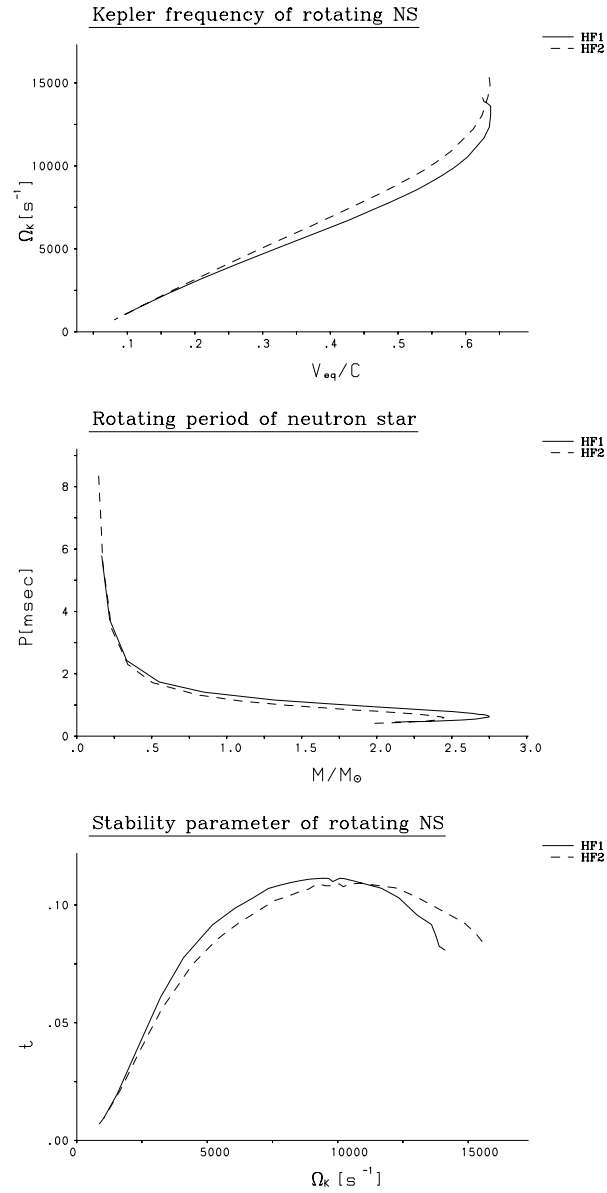 Kepler frequency of rotating NS
HF1
HF2
15000
10000
5000
0
Ωκ [s⁻¹]
.1 .2 .3 .4 .5 .6
Veq/C
Rotating period of neutron star
HF1
HF2
8
6
4
2
0
P[msec]
.0 .5 1.0 1.5 2.0 2.5 3.0
M/M⊙
Stability parameter of rotating NS
HF1
HF2
.10
.05
.00
t
0 5000 10000 15000
Ωκ [s⁻¹]